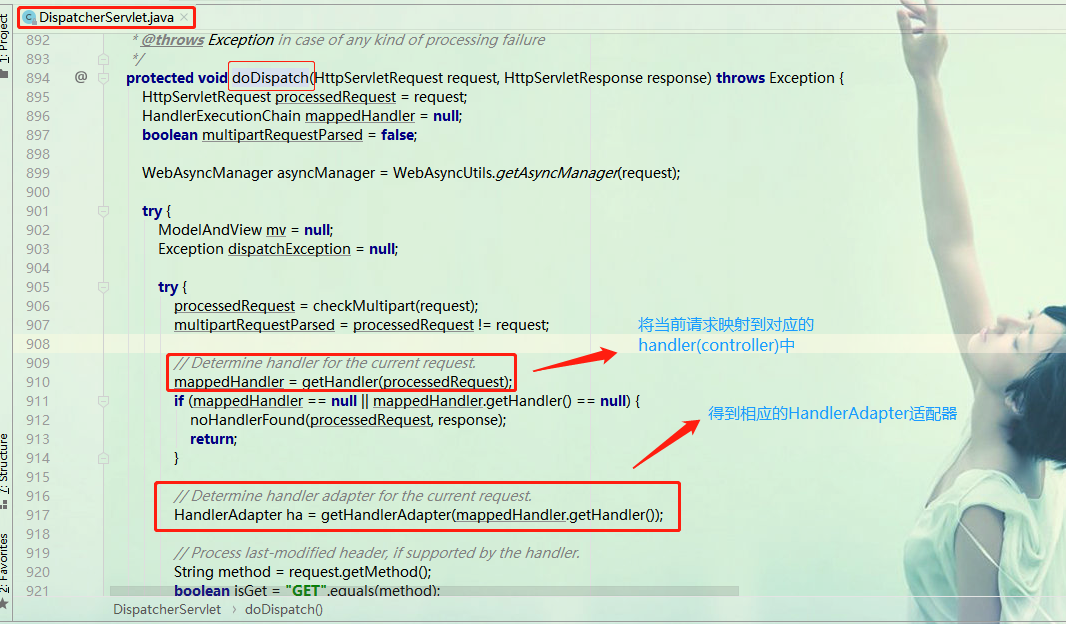 DispatcherServlet.java
1: Project
7: Structure
2: Favorites
892 * @throws Exception in case of any kind of processing failure
893 */
894 @ protected void doDispatch(HttpServletRequest request, HttpServletResponse response) throws Exception {
895 HttpServletRequest processedRequest = request;
896 HandlerExecutionChain mappedHandler = null;
897 boolean multipartRequestParsed = false;
898
899 WebAsyncManager asyncManager = WebAsyncUtils.getAsyncManager(request);
900
901 try {
902 ModelAndView mv = null;
903 Exception dispatchException = null;
904
905 try {
906 processedRequest = checkMultipart(request);
907 multipartRequestParsed = processedRequest != request;
908
909 // Determine handler for the current request.
910 mappedHandler = getHandler(processedRequest);
911 if (mappedHandler == null || mappedHandler.getHandler() == null) {
912 noHandlerFound(processedRequest, response);
913 return;
914 }
915
916 // Determine handler adapter for the current request.
917 HandlerAdapter ha = getHandlerAdapter(mappedHandler.getHandler());
918
919 // Process last-modified header, if supported by the handler.
920 String method = request.getMethod();
921 boolean isGet = "GET".equals(method);
将当前请求映射到对应的
handler(controller)中
得到相应的HandlerAdapter适配器
DispatcherServlet › doDispatch()